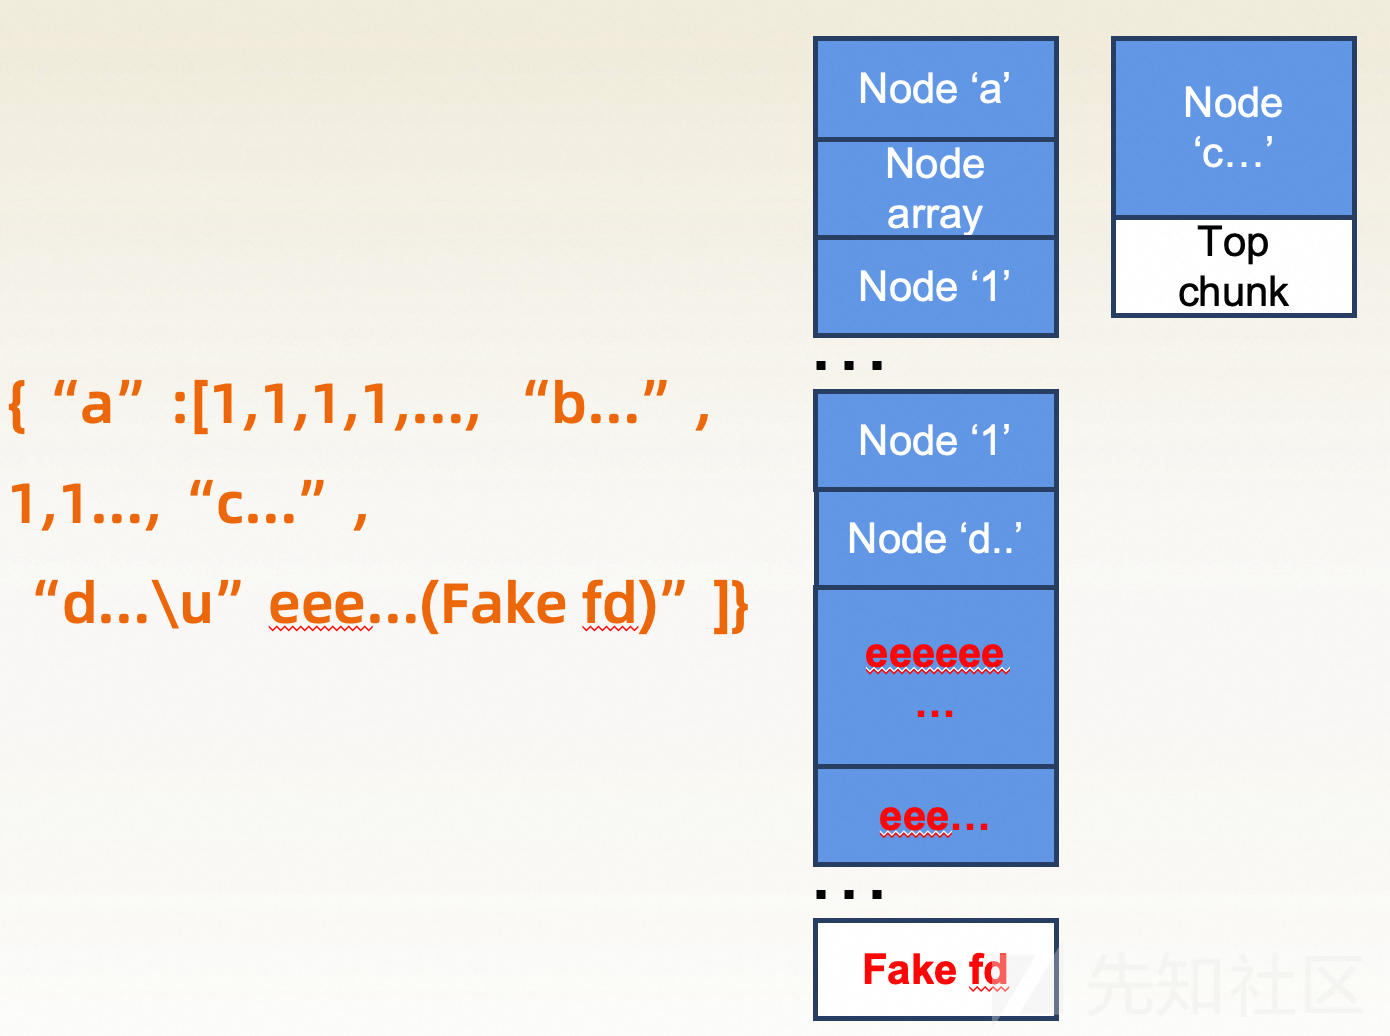 { “a” :[1,1,1,1,..., “b...” ,
1,1..., “c...” ,
“d...\u” eee...(Fake fd)” ]}
Node ‘a’
Node
array
Node ‘1’
...
Node ‘1’
Node ‘d..’
eeeeee
...
eee...
...
Fake fd
Node
‘c...’
Top
chunk
先知社区